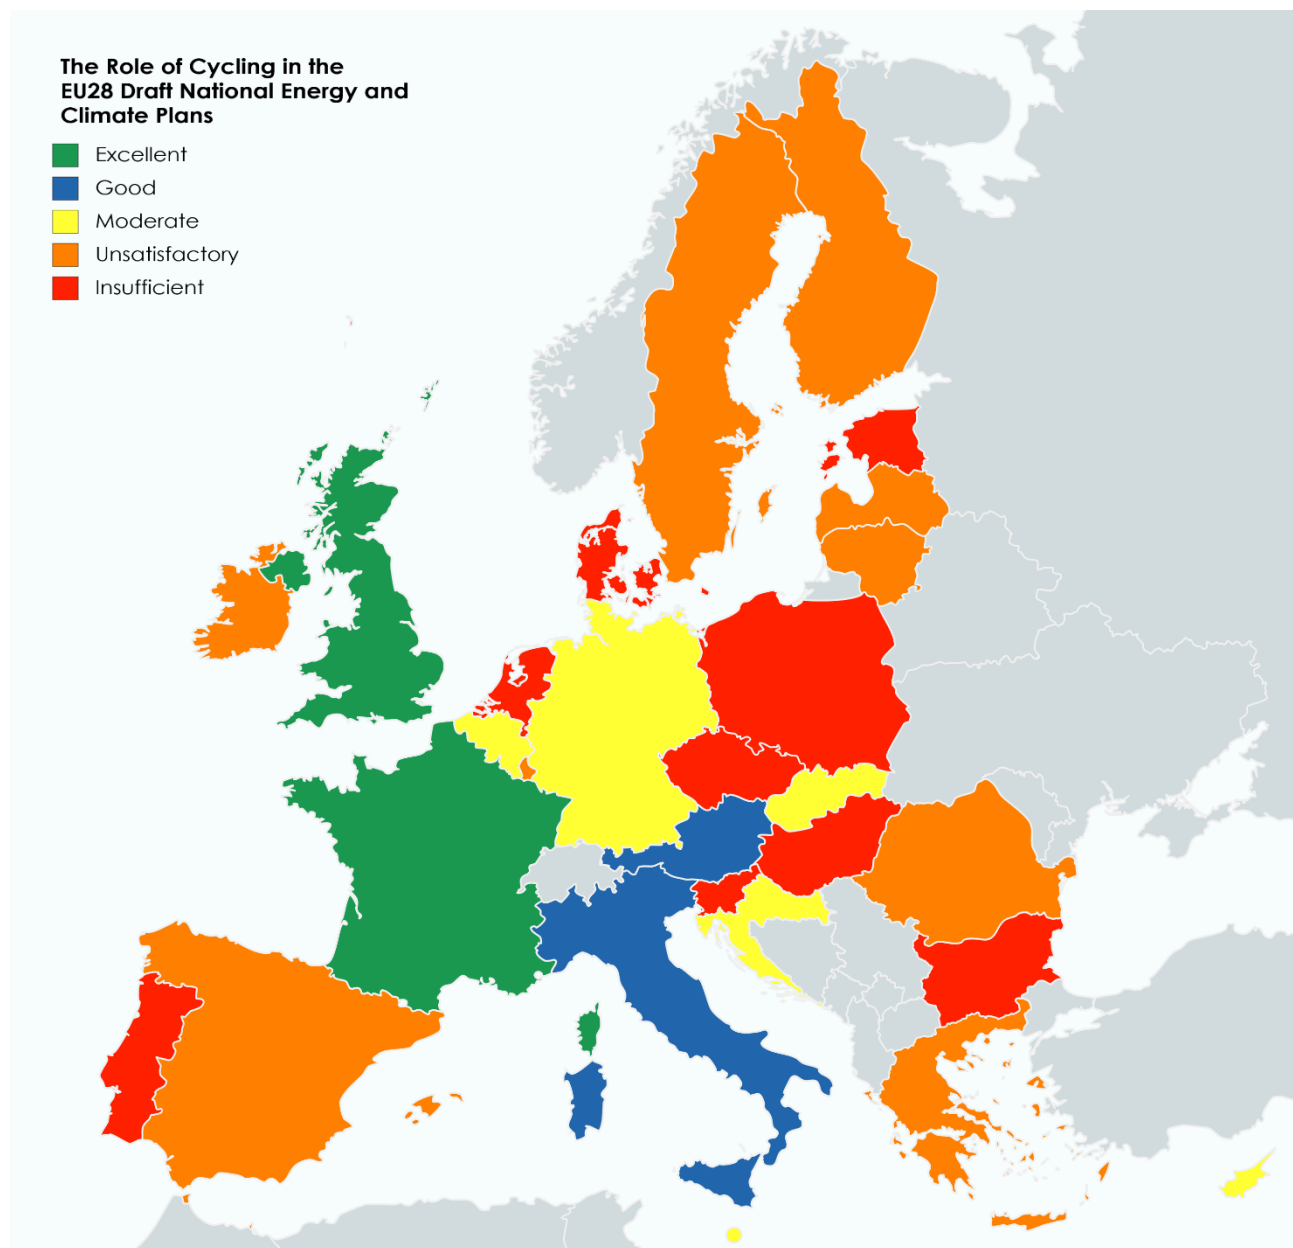 The Role of Cycling in the
EU28 Draft National Energy and
Climate Plans
Excellent
Good
Moderate
Unsatisfactory
Insufficient